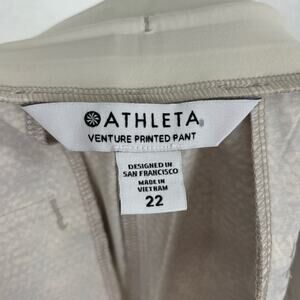 ATHLETA
VENTURE PRINTED PANT
DESIGNED IN
SAN FRANCISCO
MADE IN
VIETNAM
22